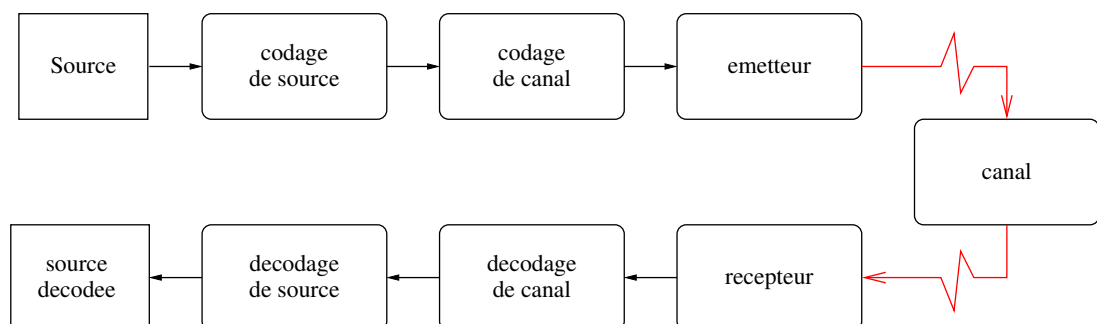 Source
codage
de source
codage
de canal
emetteur
canal
source
decodee
decodage
de source
decodage
de canal
recepteur